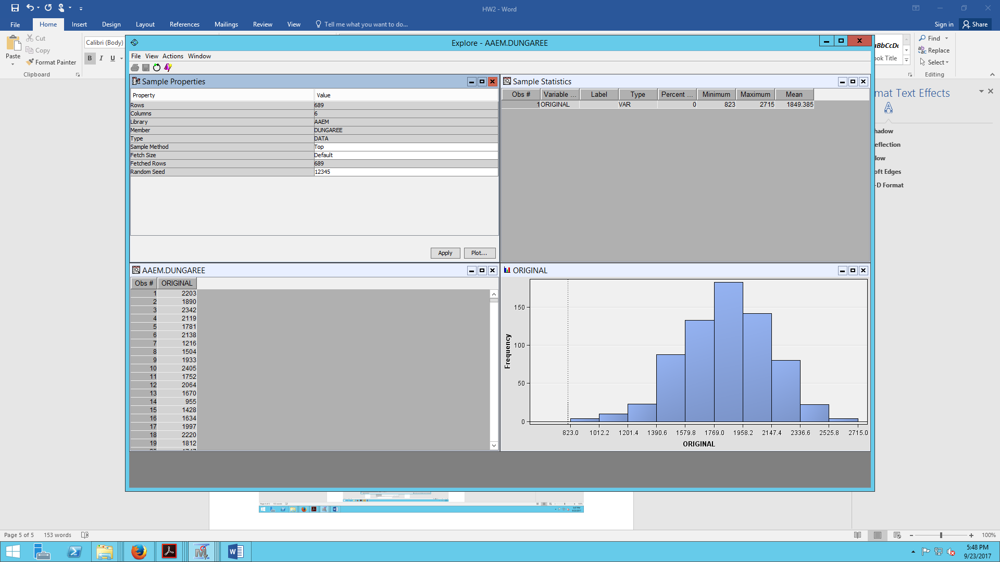 HW2 - Word
File Home Insert Design Layout References Mailings Review View Tell me what you want to do... Sign in Share
Cut
Copy
Format Painter
Paste
Clipboard
Calibri (Body)
B I U
Book Title
Find
Replace
Select
Editing
Explore - AAEM.DUNGAREE
File View Actions Window
Sample Properties
Property Value
Rows 689
Columns 6
Library AAEM
Member DUNGAREE
Type DATA
Sample Method Top
Fetch Size Default
Fetched Rows 689
Random Seed 12345
Apply Plot...
Sample Statistics
Obs # Variable ... Label Type Percent ... Minimum Maximum Mean
1 ORIGINAL VAR 0 823 2715 1849.385
AAEM.DUNGAREE
Obs # ORIGINAL
1 2203
2 1890
3 2342
4 2119
5 1781
6 2138
7 1216
8 1504
9 1933
10 2405
11 1752
12 2064
13 1670
14 955
15 1428
16 1634
17 1997
18 2220
19 1812
ORIGINAL
Frequency
150
100
50
0
823.0 1012.2 1201.4 1390.6 1579.8 1769.0 1958.2 2147.4 2336.6 2525.8 2715.0
ORIGINAL
mat Text Effects
hadow
eflection
low
oft Edges
-D Format
Page 5 of 5 153 words
100%
5:48 PM
9/23/2017